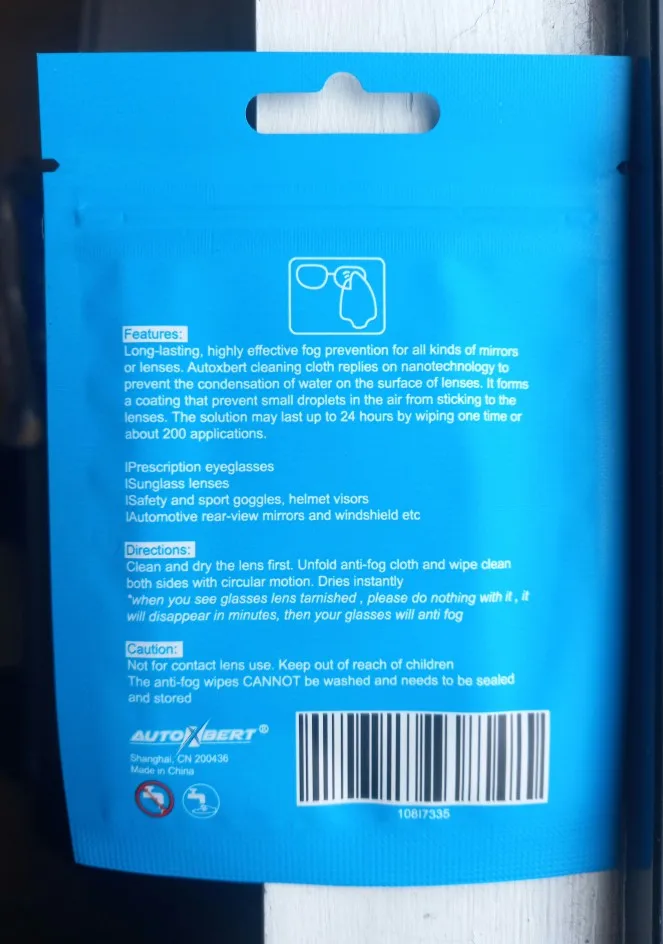 Features:
Long-lasting, highly effective fog prevention for all kinds of mirrors
or lenses. Autoxbert cleaning cloth replies on nanotechnology to
prevent the condensation of water on the surface of lenses. It forms
a coating that prevent small droplets in the air from sticking to the
lenses. The solution may last up to 24 hours by wiping one time or
about 200 applications.
lPrescription eyeglasses
lSunglass lenses
lSafety and sport goggles, helmet visors
lAutomotive rear-view mirrors and windshield etc
Directions:
Clean and dry the lens first. Unfold anti-fog cloth and wipe clean
both sides with circular motion. Dries instantly
*when you see glasses lens tarnished , please do nothing with it , it
will disappear in minutes, then your glasses will anti fog
Caution:
Not for contact lens use. Keep out of reach of children
The anti-fog wipes CANNOT be washed and needs to be sealed
and stored
AUTOXBERT®
Shanghai, CN 200436
Made in China
108I7335